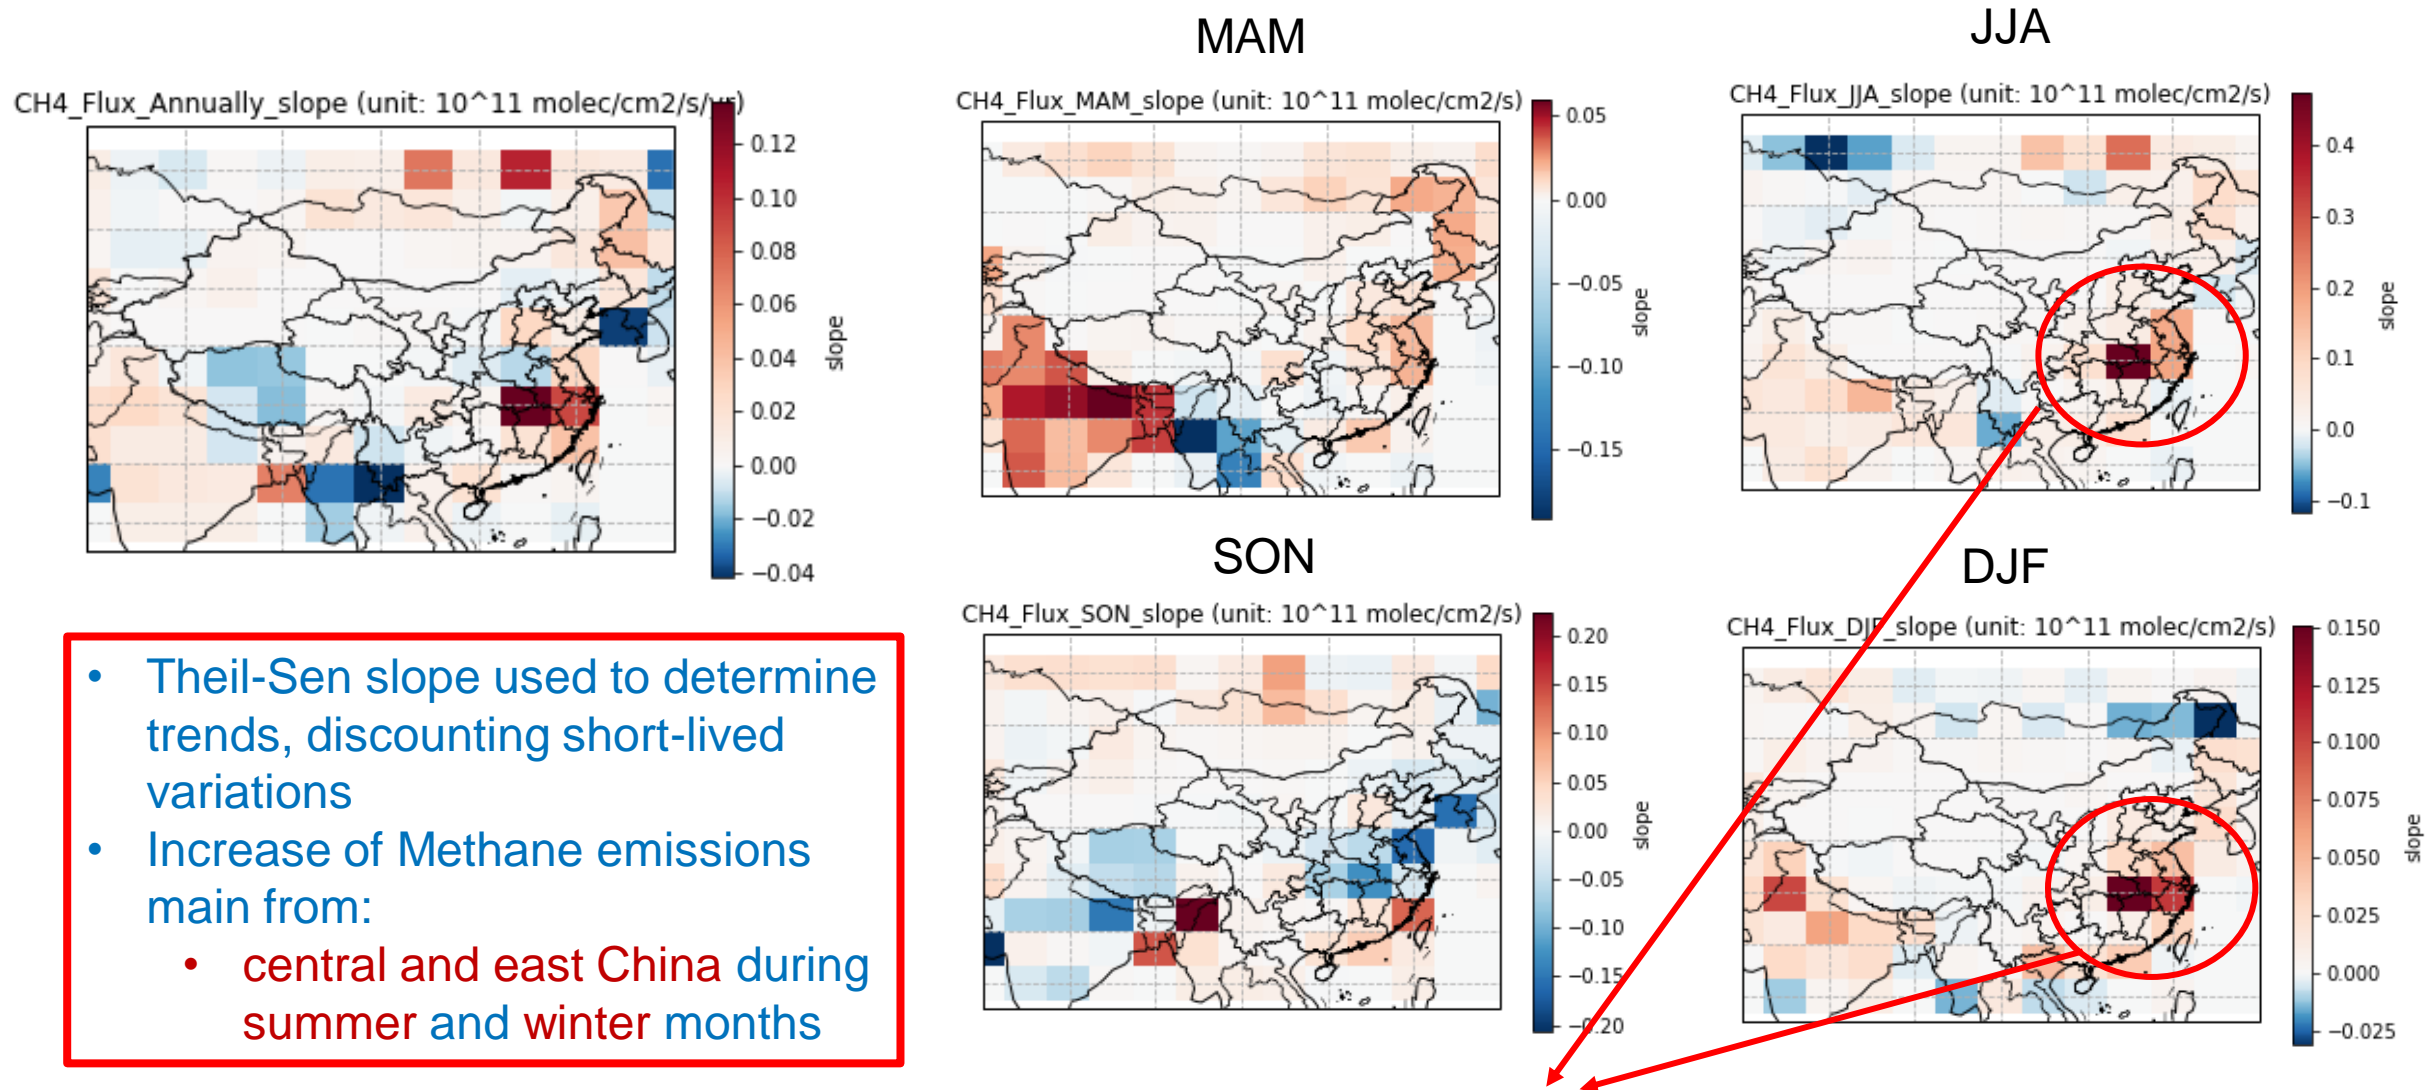 MAM
JJA
CH4_Flux_Annually_slope (unit: 10^11 molec/cm2/s/yr)
0.12
0.10
0.08
0.06
0.04
0.02
0.00
−0.02
−0.04
slope
CH4_Flux_MAM_slope (unit: 10^11 molec/cm2/s)
0.05
0.00
−0.05
−0.10
−0.15
slope
CH4_Flux_JJA_slope (unit: 10^11 molec/cm2/s)
0.4
0.3
0.2
0.1
0.0
−0.1
slope
SON
DJF
CH4_Flux_SON_slope (unit: 10^11 molec/cm2/s)
0.20
0.15
0.10
0.05
0.00
−0.05
−0.10
−0.15
−0.20
slope
CH4_Flux_DJF_slope (unit: 10^11 molec/cm2/s)
0.150
0.125
0.100
0.075
0.050
0.025
0.000
−0.025
slope
• Theil-Sen slope used to determine
trends, discounting short-lived
variations
• Increase of Methane emissions
main from:
• central and east China during
summer and winter months